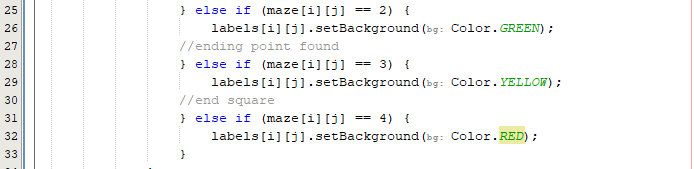 25 } else if (maze[i][j] == 2) {
26 labels[i][j].setBackground(bg: Color.GREEN);
27 //ending point found
28 } else if (maze[i][j] == 3) {
29 labels[i][j].setBackground(bg: Color.YELLOW);
30 //end square
31 } else if (maze[i][j] == 4) {
32 labels[i][j].setBackground(bg: Color.RED);
33 }